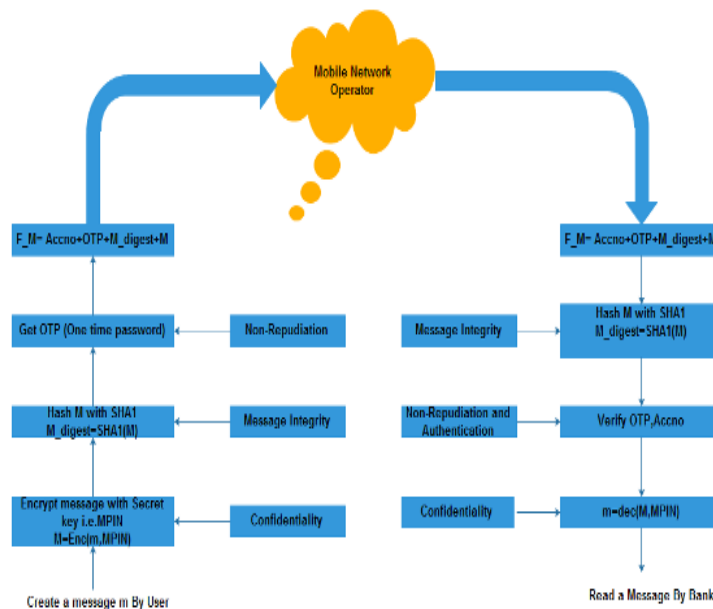 Mobile Network
Operator
F_M= Accno+OTP+M_digest+M
Get OTP (One time password)
Non-Repudiation
Hash M with SHA1
M_digest=SHA1(M)
Message Integrity
Encrypt message with Secret
key i.e.MPIN
M=Enc(m,MPIN)
Confidentiality
Create a message m By User
F_M= Accno+OTP+M_digest+M
Hash M with SHA1
M_digest=SHA1(M)
Message Integrity
Non-Repudiation and
Authentication
Verify OTP,Accno
Confidentiality
m=dec(M,MPIN)
Read a Message By Bank